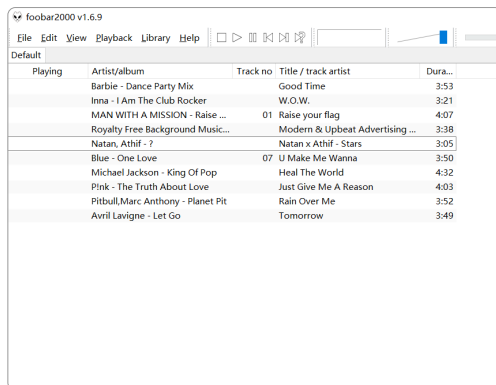 foobar2000 v1.6.9
File Edit View Playback Library Help
Default
Playing Artist/album Track no Title / track artist Dura...
Barbie - Dance Party Mix Good Time 3:53
Inna - I Am The Club Rocker W.O.W. 3:21
MAN WITH A MISSION - Raise ... 01 Raise your flag 4:07
Royalty Free Background Music... Modern & Upbeat Advertising ... 3:38
Natan, Athif - ? Natan x Athif - Stars 3:05
Blue - One Love 07 U Make Me Wanna 3:50
Michael Jackson - King Of Pop Heal The World 4:32
P!nk - The Truth About Love Just Give Me A Reason 4:03
Pitbull,Marc Anthony - Planet Pit Rain Over Me 3:52
Avril Lavigne - Let Go Tomorrow 3:49